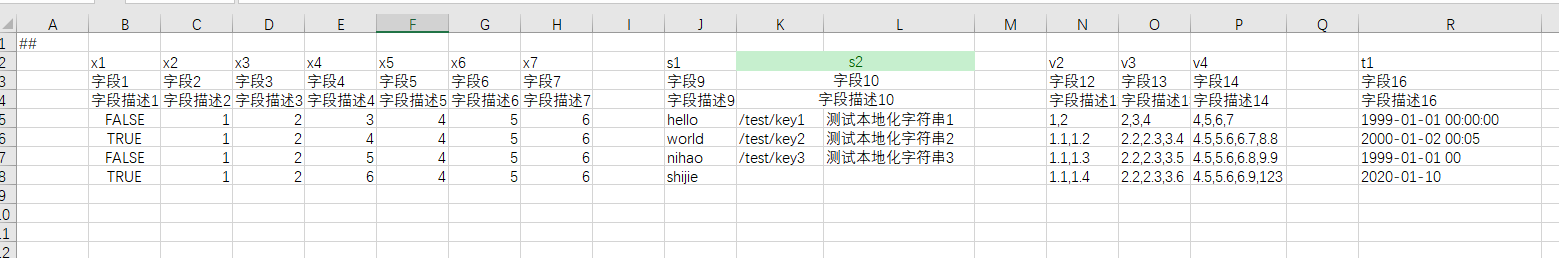 A B C D E F G H I J K L M N O P Q R
1 ##
2 x1 x2 x3 x4 x5 x6 x7 s1 s2 v2 v3 v4 t1
3 字段1 字段2 字段3 字段4 字段5 字段6 字段7 字段9 字段10 字段12 字段13 字段14 字段16
4 字段描述1 字段描述2 字段描述3 字段描述4 字段描述5 字段描述6 字段描述7 字段描述9 字段描述10 字段描述1 字段描述1 字段描述14 字段描述16
5 FALSE 1 2 3 4 5 6 hello /test/key1 测试本地化字符串1 1,2 2,3,4 4,5,6,7 1999-01-01 00:00:00
6 TRUE 1 2 4 4 5 6 world /test/key2 测试本地化字符串2 1.1,1.2 2.2,2.3,3.4 4.5,5.6,6.7,8.8 2000-01-02 00:05
7 FALSE 1 2 5 4 5 6 nihao /test/key3 测试本地化字符串3 1.1,1.3 2.2,2.3,3.5 4.5,5.6,6.8,9.9 1999-01-01 00
8 TRUE 1 2 6 4 5 6 shijie 1.1,1.4 2.2,2.3,3.6 4.5,5.6,6.9,123 2020-01-10
9
10
11
12